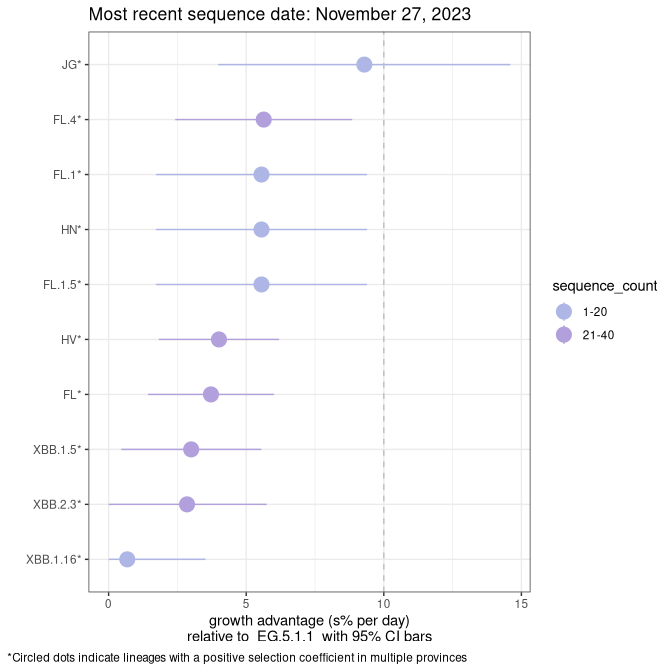 Most recent sequence date: November 27, 2023
JG*
FL.4*
FL.1*
HN*
FL.1.5*
HV*
FL*
XBB.1.5*
XBB.2.3*
XBB.1.16*
0 5 10 15
growth advantage (s% per day)
relative to  EG.5.1.1  with 95% CI bars
sequence_count
1-20
21-40
*Circled dots indicate lineages with a positive selection coefficient in multiple provinces